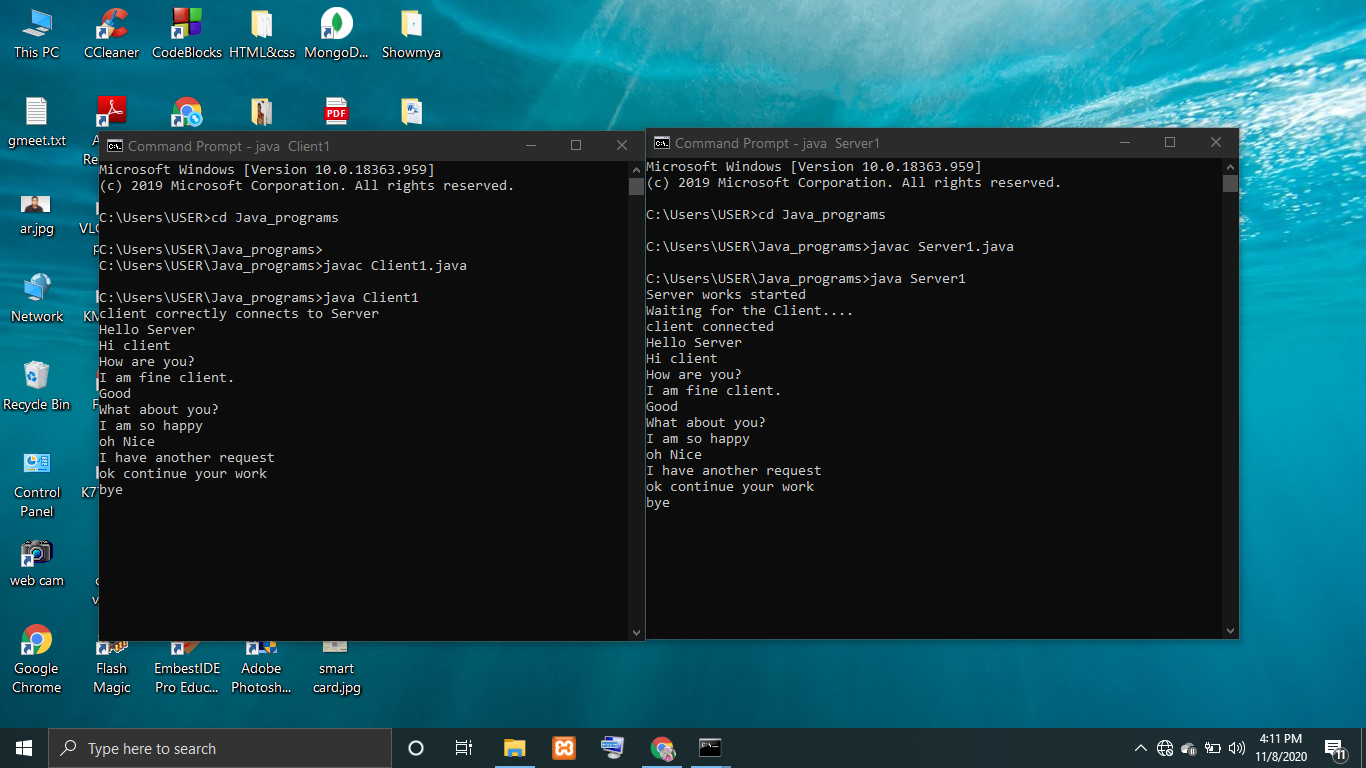 This PC
CCleaner
CodeBlocks
HTML&css
MongoD...
Showmya
gmeet.txt
A
Re
PDF
ar.jpg
VLC
p
Network
KM
Recycle Bin
Control
Panel
K7
web cam
v
Google
Chrome
Flash
Magic
EmbestIDE
Pro Educ...
Adobe
Photosh...
smart
card.jpg
Command Prompt - java  Client1
Microsoft Windows [Version 10.0.18363.959]
(c) 2019 Microsoft Corporation. All rights reserved.
C:\Users\USER>cd Java_programs
C:\Users\USER\Java_programs>
C:\Users\USER\Java_programs>javac Client1.java
C:\Users\USER\Java_programs>java Client1
client correctly connects to Server
Hello Server
Hi client
How are you?
I am fine client.
Good
What about you?
I am so happy
oh Nice
I have another request
ok continue your work
bye
Command Prompt - java  Server1
Microsoft Windows [Version 10.0.18363.959]
(c) 2019 Microsoft Corporation. All rights reserved.
C:\Users\USER>cd Java_programs
C:\Users\USER\Java_programs>javac Server1.java
C:\Users\USER\Java_programs>java Server1
Server works started
Waiting for the Client....
client connected
Hello Server
Hi client
How are you?
I am fine client.
Good
What about you?
I am so happy
oh Nice
I have another request
ok continue your work
bye
Type here to search
4:11 PM
11/8/2020
11